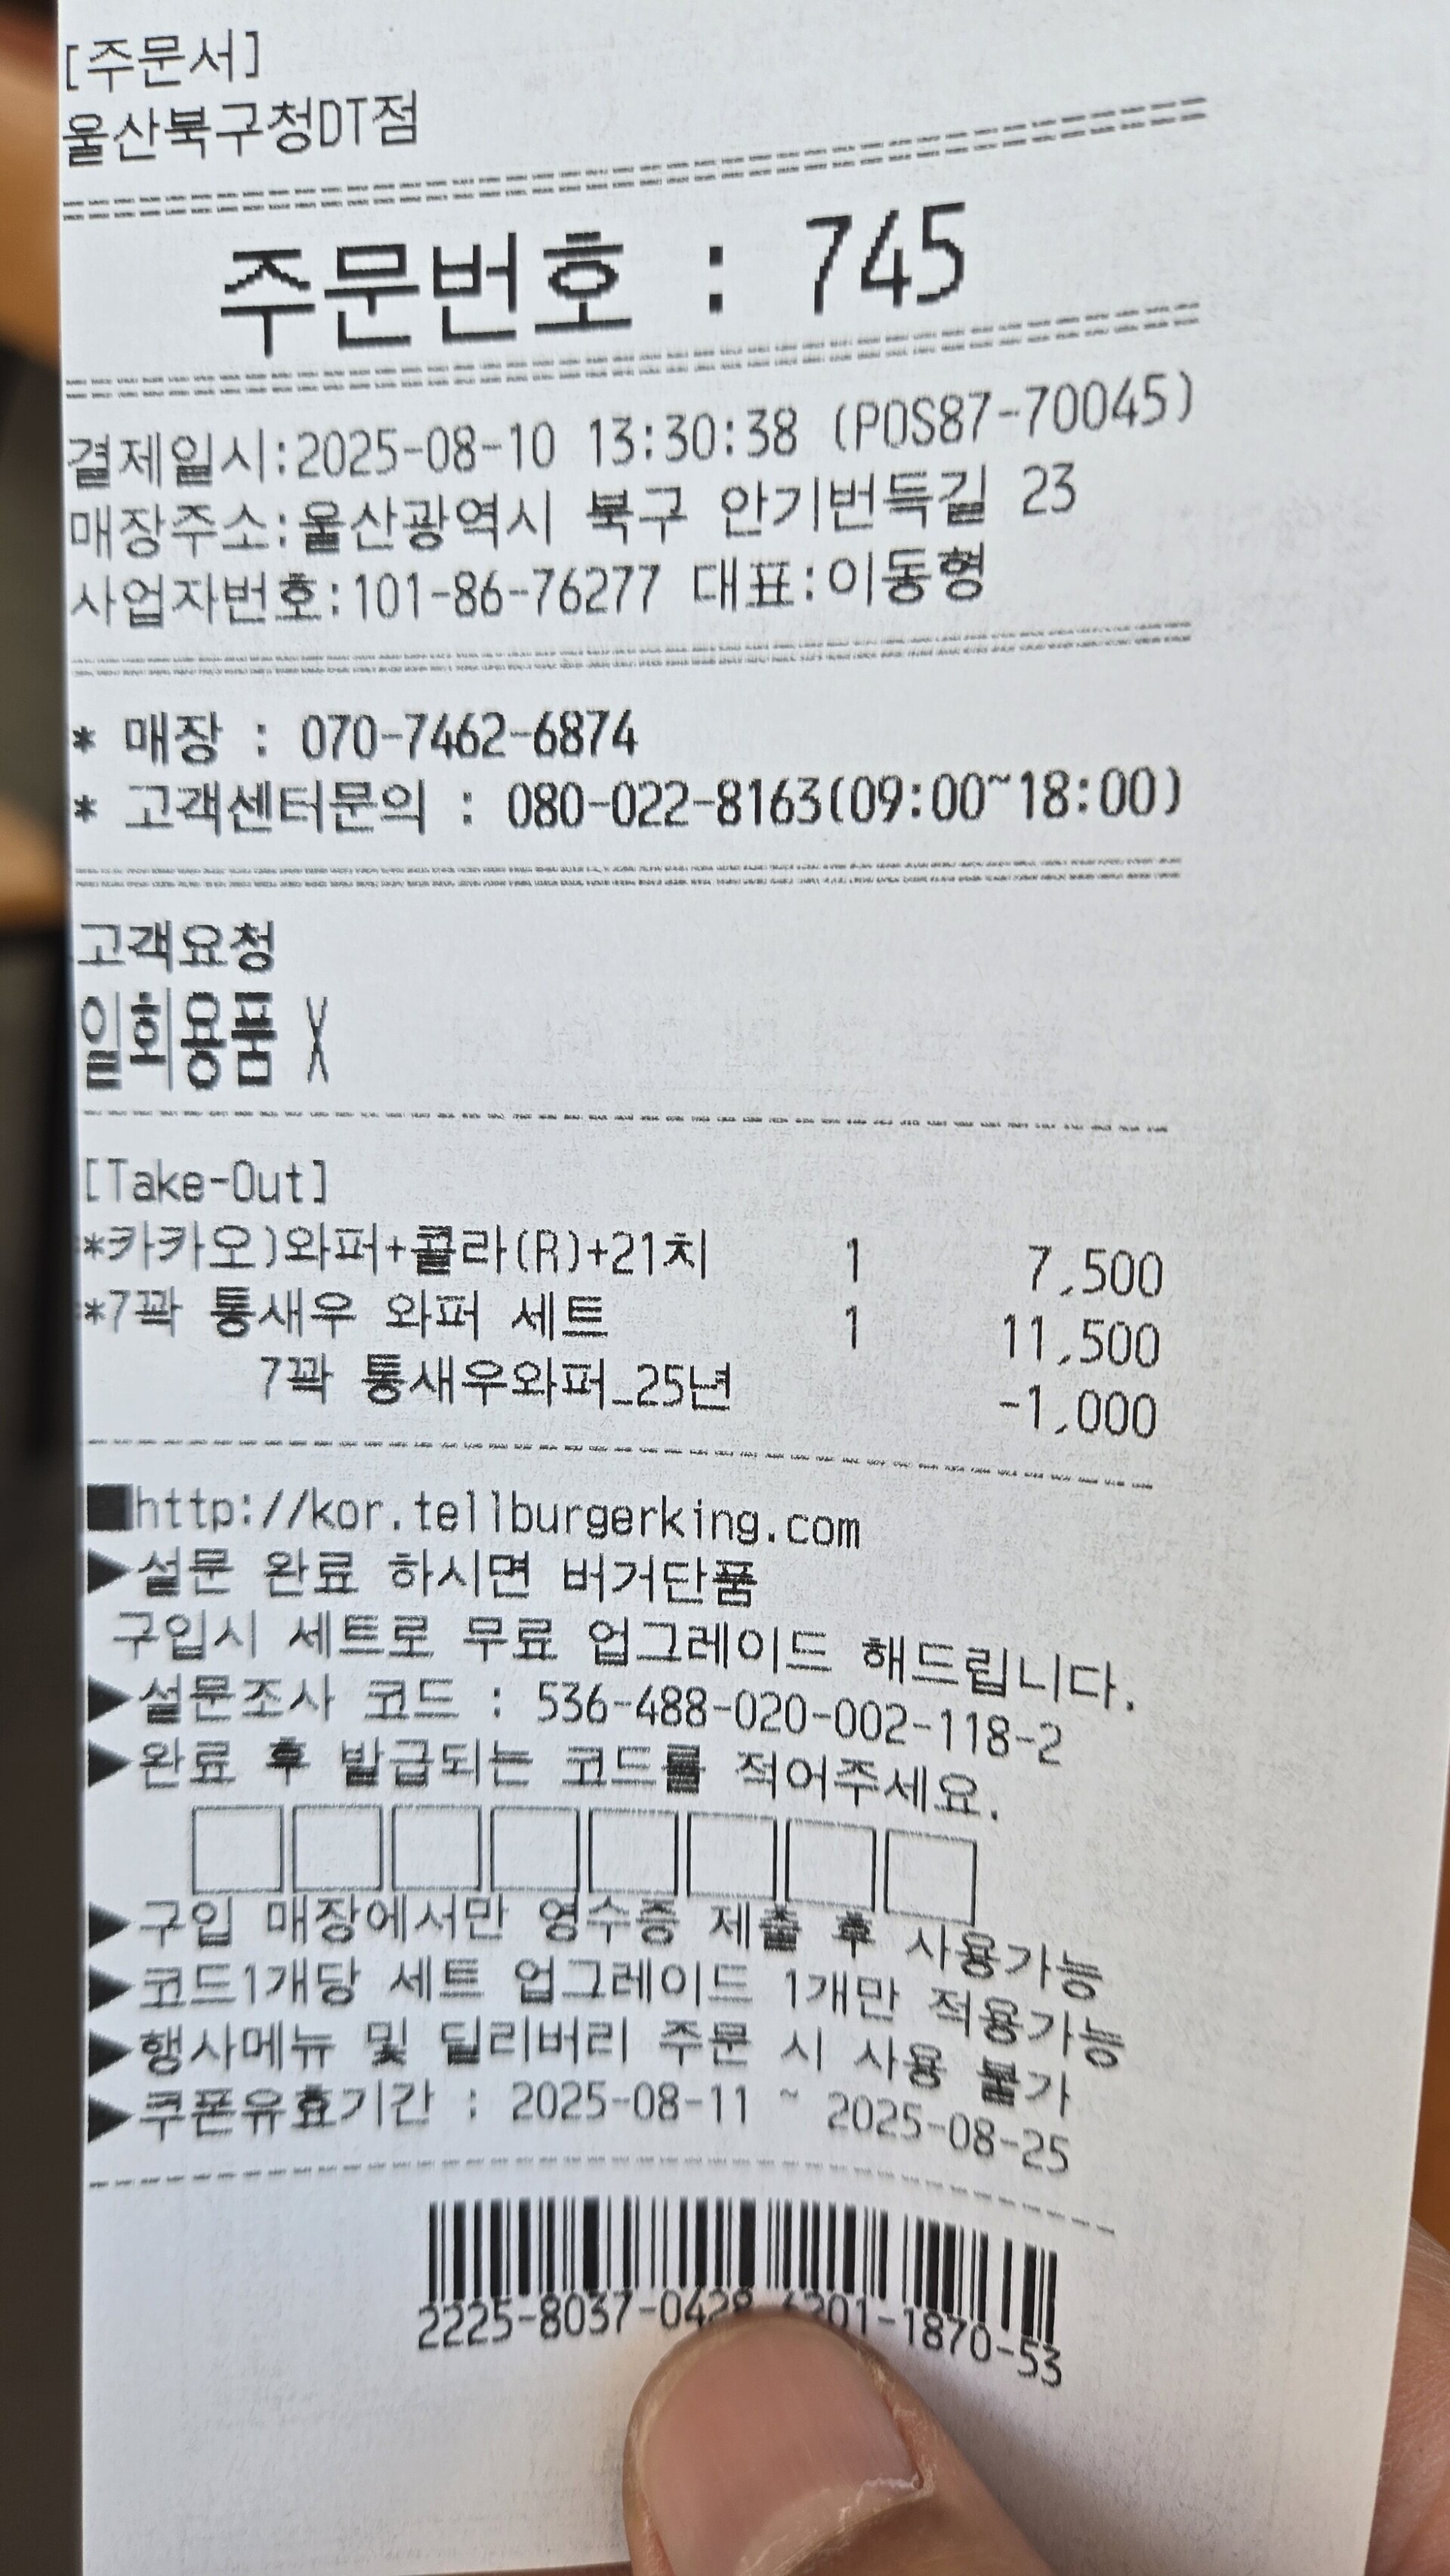 [주문서]
울산북구청DT점
주문번호 : 745
결제일시:2025-08-10 13:30:38 (POS87-70045)
매장주소:울산광역시 북구 안기번득길 23
사업자번호:101-86-76277 대표:이동형
* 매장 : 070-7462-6874
* 고객센터문의 : 080-022-8163(09:00~18:00)
고객요청
일회용품 X
[Take-Out]
*카카오)와퍼+콜라(R)+21치 1 7,500
*7꽉 통새우 와퍼 세트 1 11,500
7꽉 통새우와퍼_25년 -1,000
■http://kor.tellburgerking.com
▶설문 완료 하시면 버거단품
구입시 세트로 무료 업그레이드 해드립니다.
▶설문조사 코드 : 536-488-020-002-118-2
▶완료 후 발급되는 코드를 적어주세요.
▶구입 매장에서만 영수증 제출 후 사용가능
▶코드1개당 세트 업그레이드 1개만 적용가능
▶행사메뉴 및 딜리버리 주문 시 사용 불가
▶쿠폰유효기간 : 2025-08-11 ~ 2025-08-25
2225-8037-0428 201-1870-53